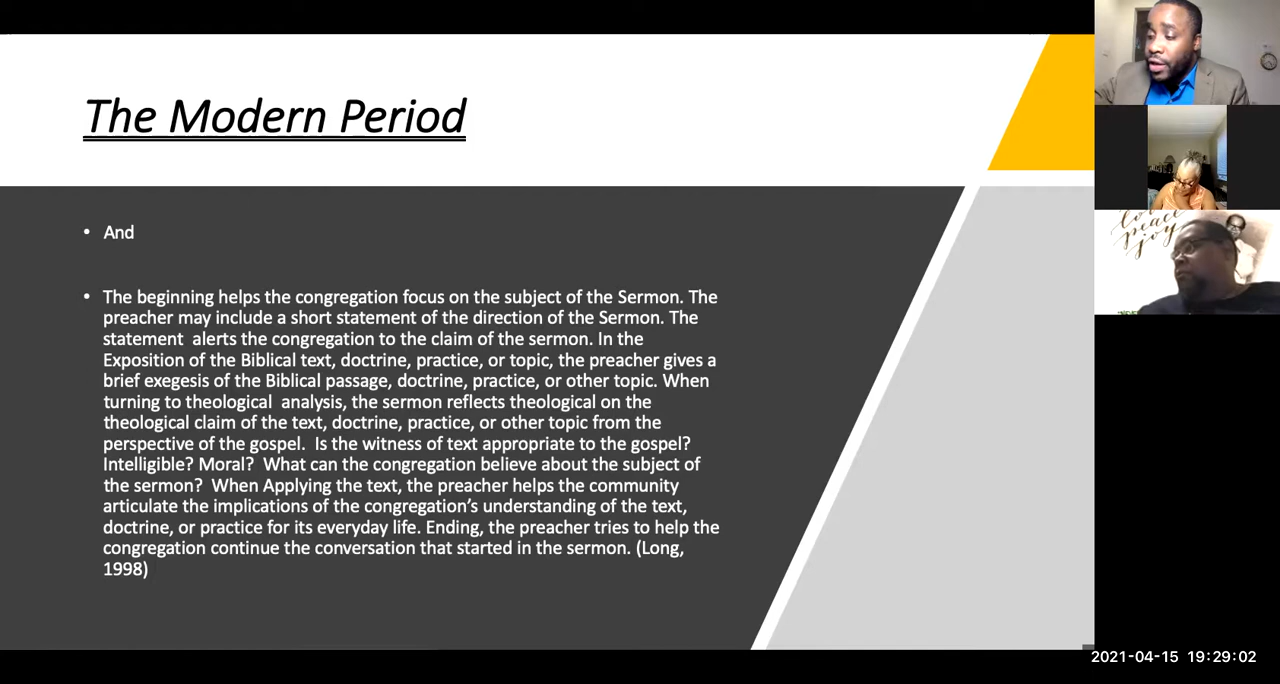 The Modern Period
• And
• The beginning helps the congregation focus on the subject of the Sermon. The
preacher may include a short statement of the direction of the Sermon. The
statement  alerts the congregation to the claim of the sermon. In the
Exposition of the Biblical text, doctrine, practice, or topic, the preacher gives a
brief exegesis of the Biblical passage, doctrine, practice, or other topic. When
turning to theological  analysis, the sermon reflects theological on the
theological claim of the text, doctrine, practice, or other topic from the
perspective of the gospel.  Is the witness of text appropriate to the gospel?
Intelligible? Moral?  What can the congregation believe about the subject of
the sermon?  When Applying the text, the preacher helps the community
articulate the implications of the congregation’s understanding of the text,
doctrine, or practice for its everyday life. Ending, the preacher tries to help the
congregation continue the conversation that started in the sermon. (Long,
1998)
peace
joy
2021-04-15 19:29:02